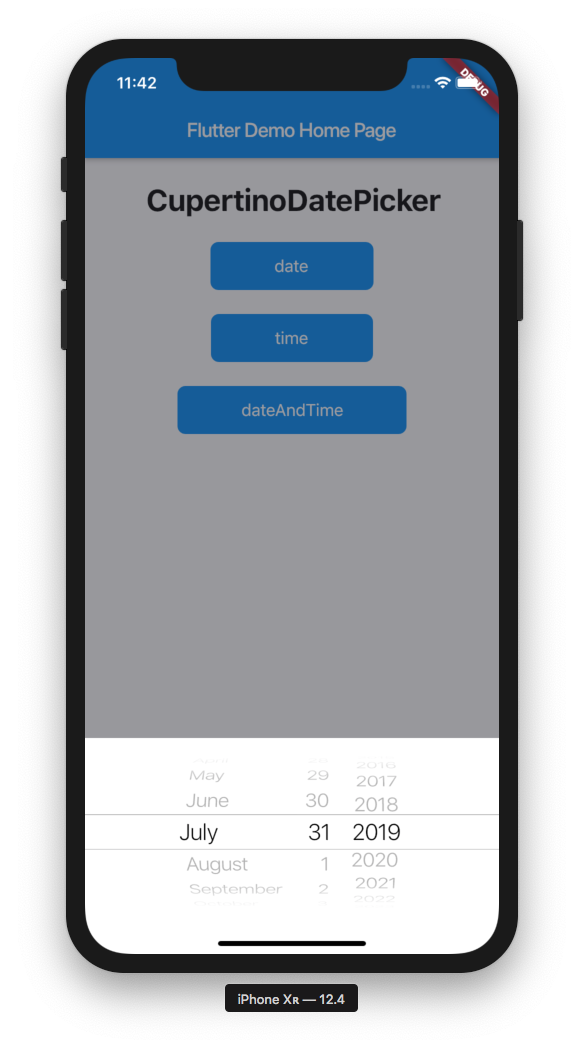 11:42
DEBUG
Flutter Demo Home Page
CupertinoDatePicker
date
time
dateAndTime
2016
May 29 2017
June 30 2018
July 31 2019
August 1 2020
September 2 2021
2022
iPhone Xʀ — 12.4